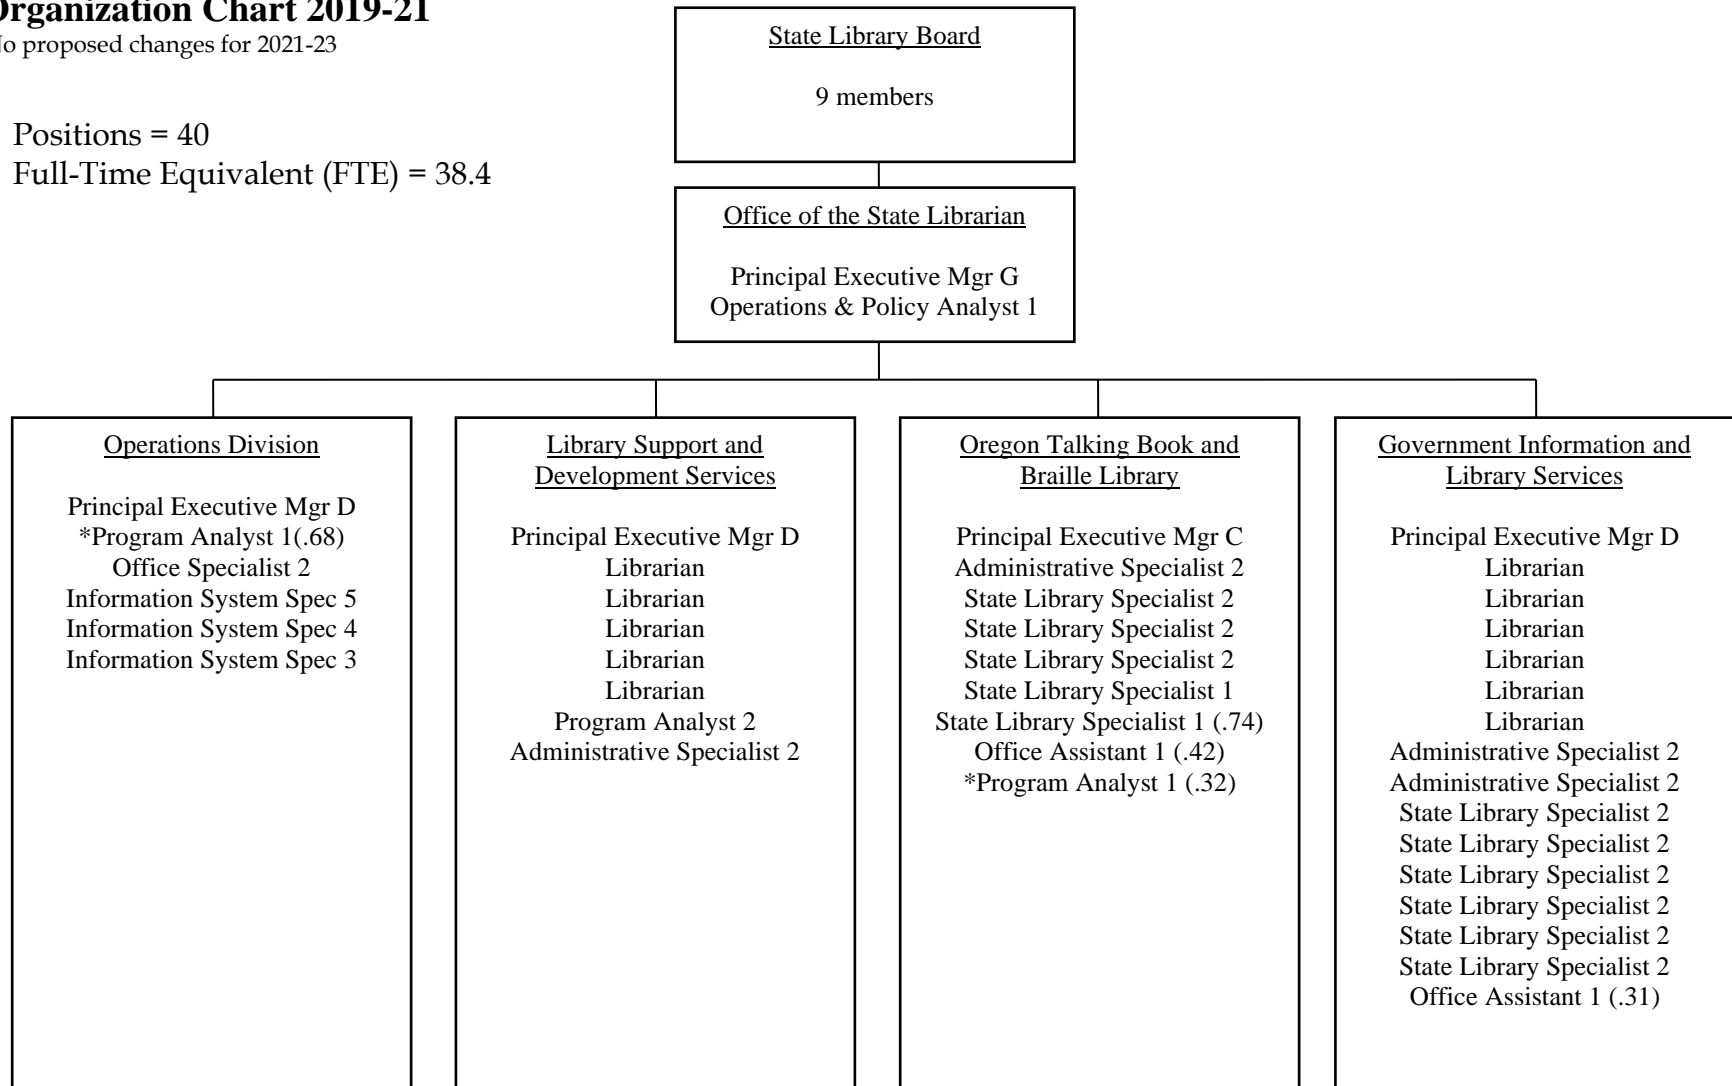 Organization Chart 2019-21
No proposed changes for 2021-23
Positions = 40
Full-Time Equivalent (FTE) = 38.4
State Library Board
9 members
Office of the State Librarian
Principal Executive Mgr G
Operations & Policy Analyst 1
Operations Division
Principal Executive Mgr D
*Program Analyst 1(.68)
Office Specialist 2
Information System Spec 5
Information System Spec 4
Information System Spec 3
Library Support and
Development Services
Principal Executive Mgr D
Librarian
Librarian
Librarian
Librarian
Librarian
Program Analyst 2
Administrative Specialist 2
Oregon Talking Book and
Braille Library
Principal Executive Mgr C
Administrative Specialist 2
State Library Specialist 2
State Library Specialist 2
State Library Specialist 2
State Library Specialist 1
State Library Specialist 1 (.74)
Office Assistant 1 (.42)
*Program Analyst 1 (.32)
Government Information and
Library Services
Principal Executive Mgr D
Librarian
Librarian
Librarian
Librarian
Librarian
Librarian
Administrative Specialist 2
Administrative Specialist 2
State Library Specialist 2
State Library Specialist 2
State Library Specialist 2
State Library Specialist 2
State Library Specialist 2
State Library Specialist 2
Office Assistant 1 (.31)